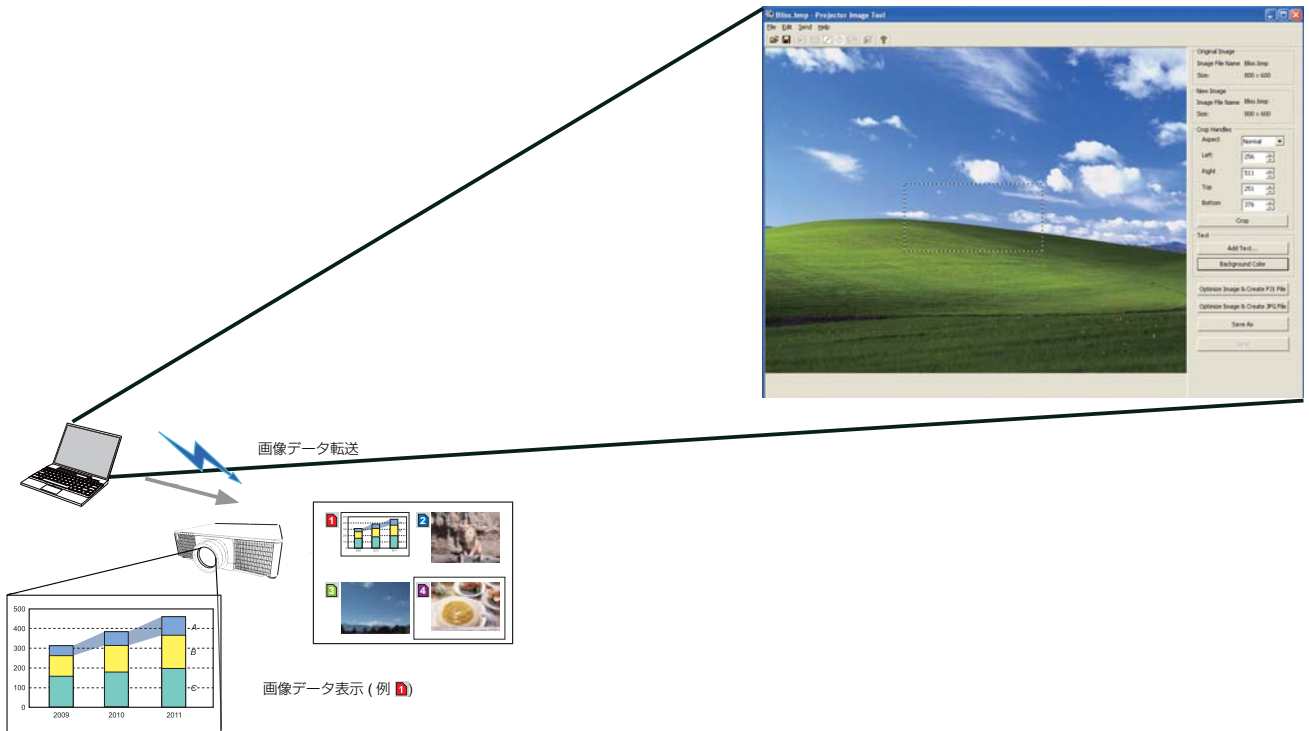 Bliss.bmp - Projector Image Tool
File Edit Send Help
Original Image
Image File Name Bliss.bmp
Size: 800 x 600
New Image
Image File Name Bliss.bmp
Size: 800 x 600
Crop Handles
Aspect Normal
Left 256
Right 511
Top 251
Bottom 376
Crop
Text
Add Text...
Background Color
Optimize Image & Create PJI File
Optimize Image & Create JPG File
Save As
Send
画像データ転送
1
2
3
4
500
400
300
200
100
0
A
B
C
2009 2010 2011
画像データ表示 ( 例 1)